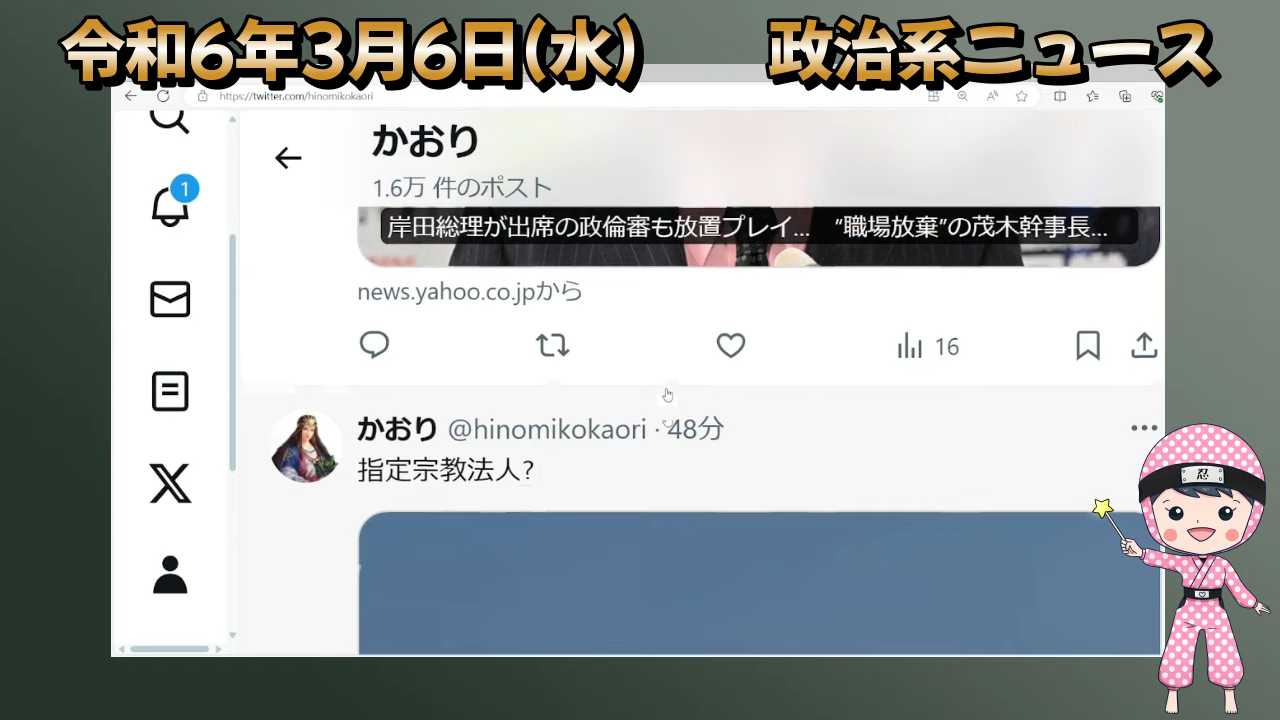 令和6年3月6日(水) 政治系ニュース
https://twitter.com/hinomikokaori
かおり
1.6万 件のポスト
岸田総理が出席の政倫審も放置プレイ... ”職場放棄”の茂木幹事長...
news.yahoo.co.jpから
16
1
かおり @hinomikokaori · 48分
指定宗教法人?
忍